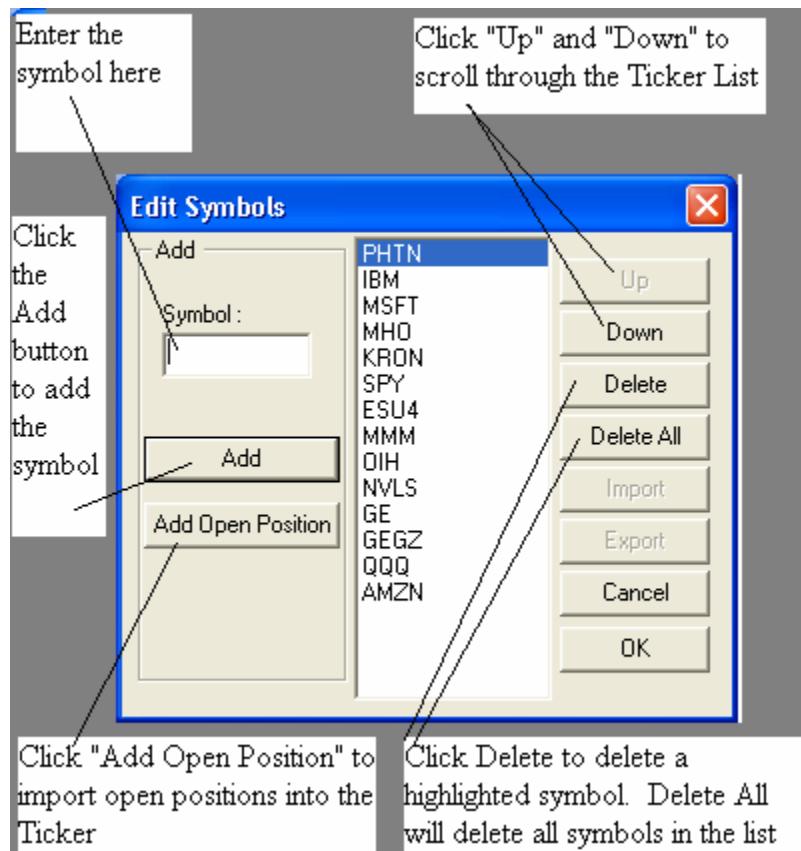 Enter the
symbol here
Click "Up" and "Down" to
scroll through the Ticker List
Click
the
Add
button
to add
the
symbol
Edit Symbols
Add
Symbol :
Add
Add Open Position
PHTN
IBM
MSFT
MHO
KRON
SPY
ESU4
MMM
OIH
NVLS
GE
GEGZ
QQQ
AMZN
Up
Down
Delete
Delete All
Import
Export
Cancel
OK
Click "Add Open Position" to
import open positions into the
Ticker
Click Delete to delete a
highlighted symbol.  Delete All
will delete all symbols in the list